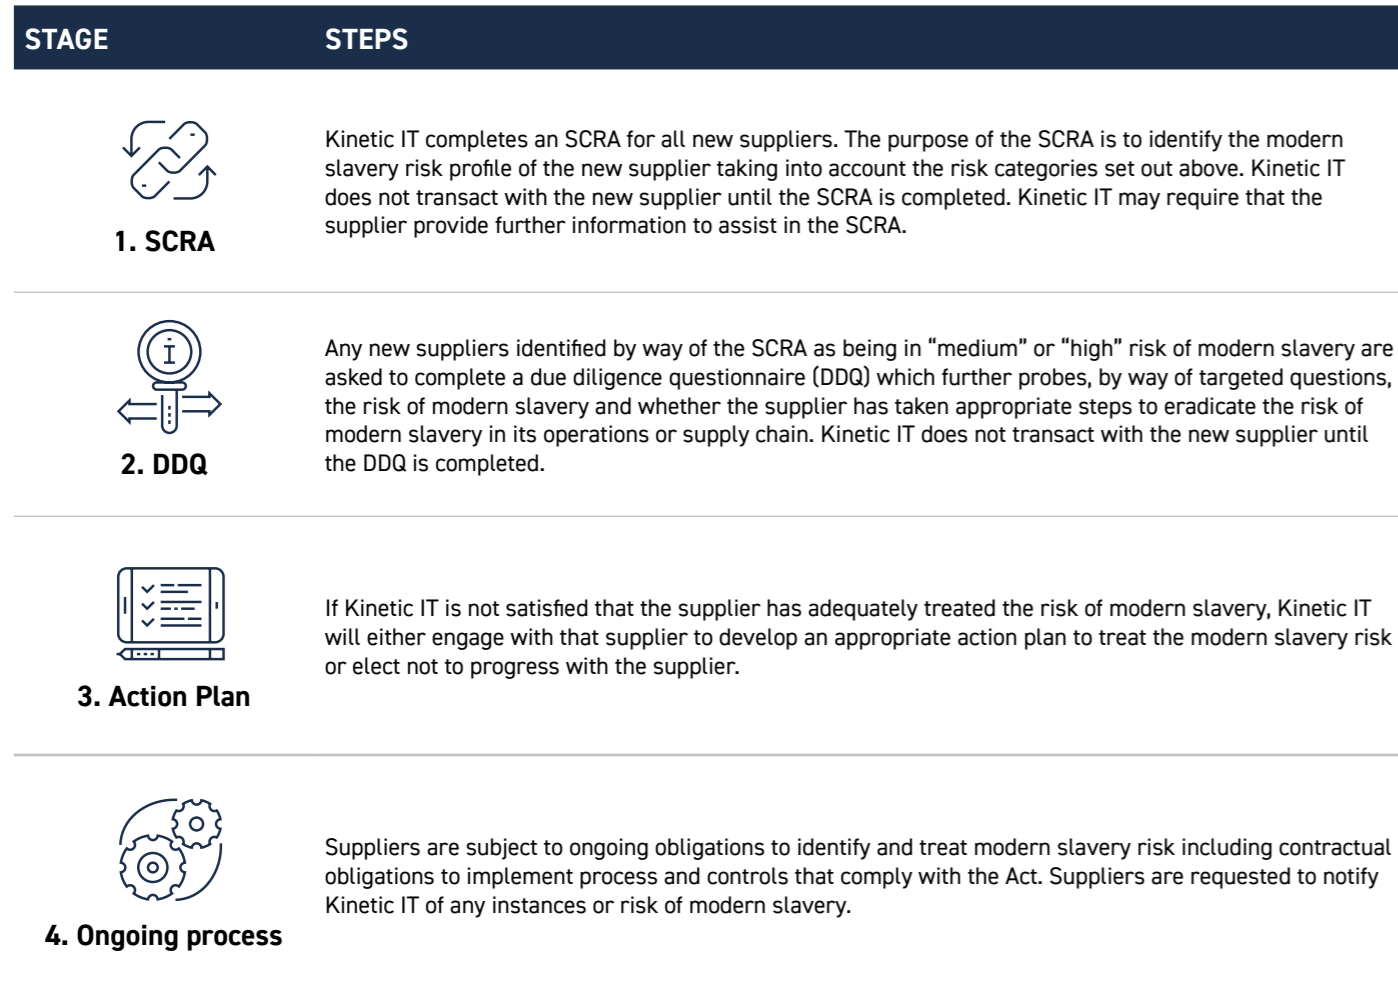 STAGE STEPS
Kinetic IT completes an SCRA for all new suppliers. The purpose of the SCRA is to identify the modern
slavery risk profile of the new supplier taking into account the risk categories set out above. Kinetic IT
does not transact with the new supplier until the SCRA is completed. Kinetic IT may require that the
supplier provide further information to assist in the SCRA.
1. SCRA
Any new suppliers identified by way of the SCRA as being in “medium” or “high” risk of modern slavery are
asked to complete a due diligence questionnaire (DDQ) which further probes, by way of targeted questions,
the risk of modern slavery and whether the supplier has taken appropriate steps to eradicate the risk of
modern slavery in its operations or supply chain. Kinetic IT does not transact with the new supplier until
the DDQ is completed.
2. DDQ
If Kinetic IT is not satisfied that the supplier has adequately treated the risk of modern slavery, Kinetic IT
will either engage with that supplier to develop an appropriate action plan to treat the modern slavery risk
or elect not to progress with the supplier.
3. Action Plan
Suppliers are subject to ongoing obligations to identify and treat modern slavery risk including contractual
obligations to implement process and controls that comply with the Act. Suppliers are requested to notify
Kinetic IT of any instances or risk of modern slavery.
4. Ongoing process